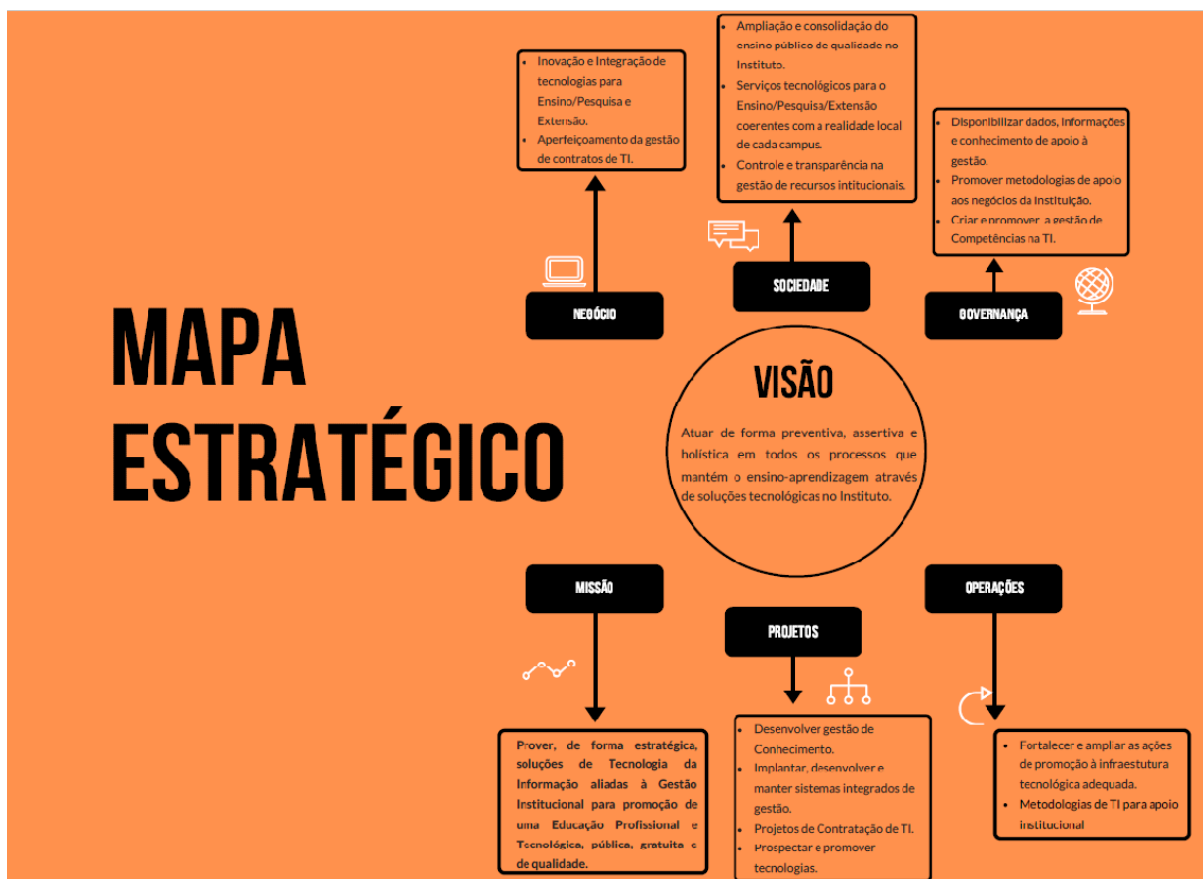 MAPA
ESTRATÉGICO
• Inovação e Integração de
tecnologias para
Ensino/Pesquisa e
Extensão.
• Aperfeiçoamento da gestão
de contratos de TI.
NEGÓCIO
• Ampliação e consolidação do
ensino público de qualidade no
Instituto.
• Serviços tecnológicos para o
Ensino/Pesquisa/Extensão
coerentes com a realidade local
de cada campus.
• Controle e transparência na
gestão de recursos intitucionais.
SOCIEDADE
• Disponibilizar dados, informações
e conhecimento de apoio à
gestão.
• Promover metodologias de apoio
aos negócios da instituição.
• Criar e promover a gestão de
Competências na TI.
GOVERNANÇA
VISÃO
Atuar de forma preventiva, assertiva e
holística em todos os processos que
mantém o ensino-aprendizagem através
de soluções tecnológicas no Instituto.
MISSÃO
Prover, de forma estratégica,
soluções de Tecnologia da
Informação aliadas à Gestão
Institucional para promoção de
uma Educação Profissional e
Tecnológica, pública, gratuita e
de qualidade.
PROJETOS
• Desenvolver gestão de
Conhecimento.
• Implantar, desenvolver e
manter sistemas integrados de
gestão.
• Projetos de Contratação de TI.
• Prospectar e promover
tecnologias.
OPERAÇÕES
• Fortalecer e ampliar as ações
de promoção à infraestutura
tecnológica adequada.
• Metodologias de TI para apoio
institucional